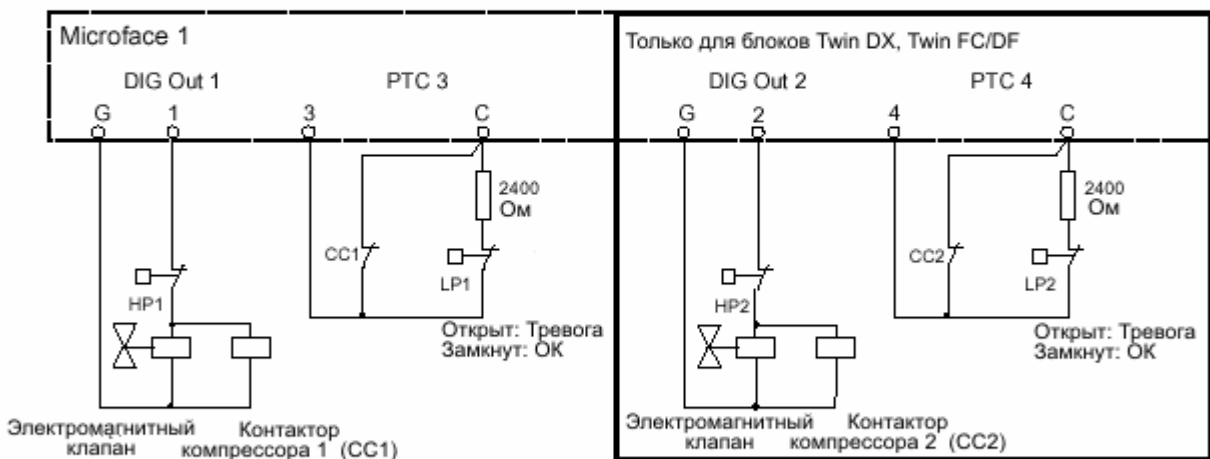 Microface 1
DIG Out 1
PTC 3
G
1
3
C
2400
Ом
CC1
LP1
HP1
Открыт: Тревога
Замкнут: ОК
Электромагнитный
клапан
Контактор
компрессора 1 (CC1)
Только для блоков Twin DX, Twin FC/DF
DIG Out 2
PTC 4
G
2
4
C
2400
Ом
CC2
LP2
HP2
Открыт: Тревога
Замкнут: ОК
Электромагнитный
клапан
Контактор
компрессора 2 (CC2)